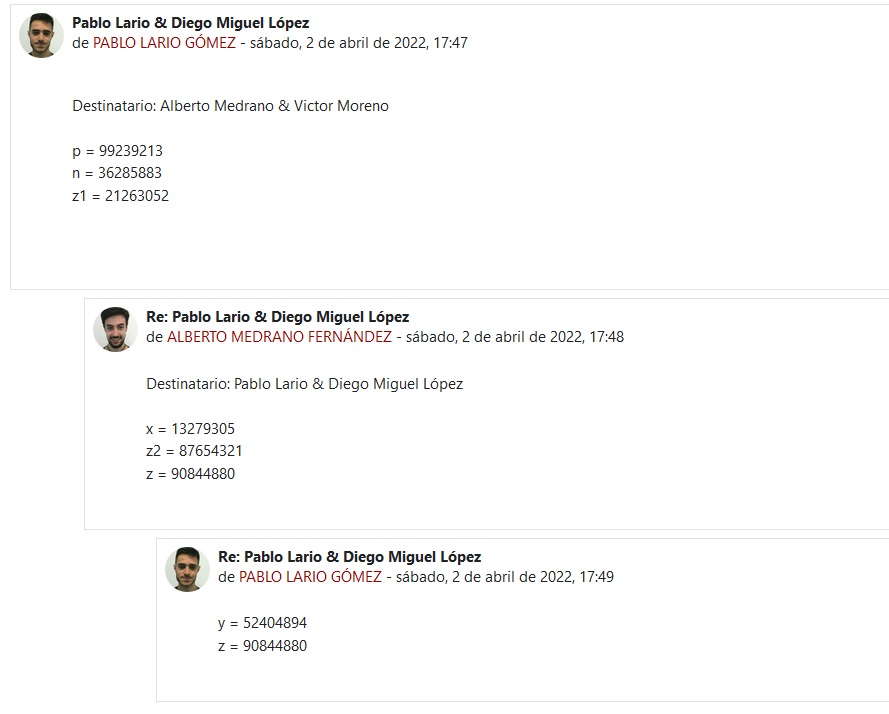 Pablo Lario & Diego Miguel López
de PABLO LARIO GÓMEZ - sábado, 2 de abril de 2022, 17:47
Destinatario: Alberto Medrano & Victor Moreno
p = 99239213
n = 36285883
z1 = 21263052
Re: Pablo Lario & Diego Miguel López
de ALBERTO MEDRANO FERNÁNDEZ - sábado, 2 de abril de 2022, 17:48
Destinatario: Pablo Lario & Diego Miguel López
x = 13279305
z2 = 87654321
z = 90844880
Re: Pablo Lario & Diego Miguel López
de PABLO LARIO GÓMEZ - sábado, 2 de abril de 2022, 17:49
y = 52404894
z = 90844880